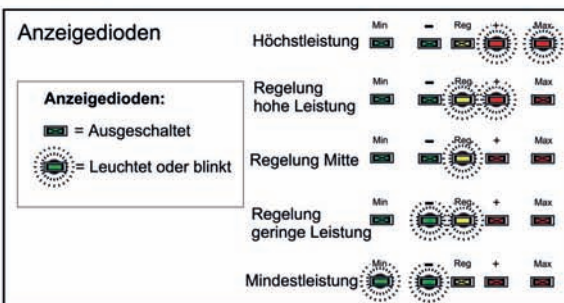 Anzeigedioden
Anzeigedioden:
= Ausgeschaltet
= Leuchtet oder blinkt
Min - Reg + Max
Höchstleistung
Min - Reg + Max
Regelung
hohe Leistung
Min - Reg + Max
Regelung Mitte
Min - Reg + Max
Regelung
geringe Leistung
Min - Reg + Max
Mindestleistung